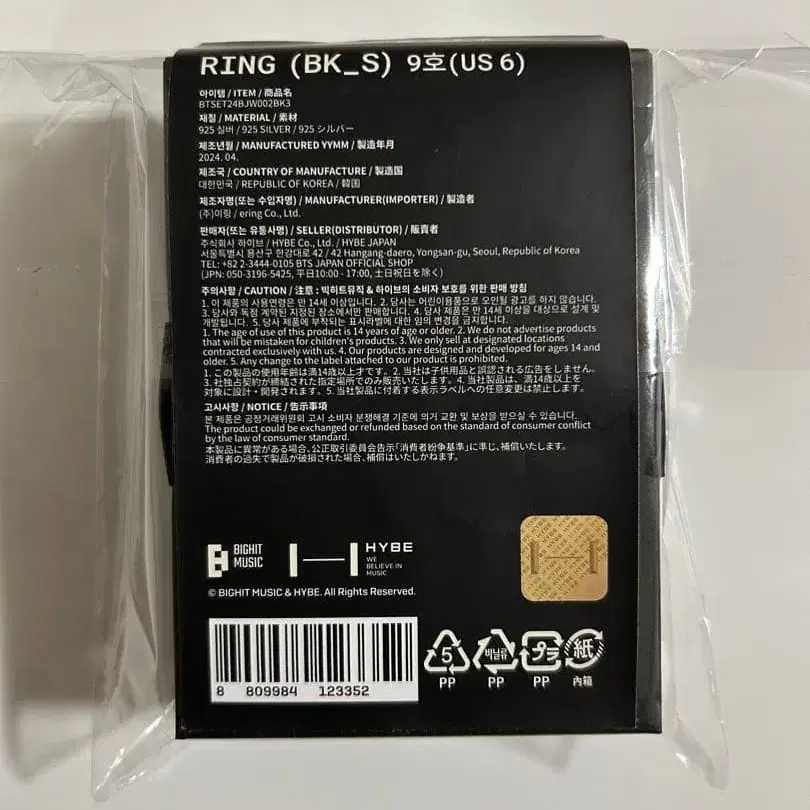 RING (BK_S) 9호(US 6)
아이템 / ITEM / 商品名
BTSET24BJW002BK3
재질 / MATERIAL / 素材
925 실버 / 925 SILVER / 925 シルバー
제조년월 / MANUFACTURED YYMM / 製造年月
2024. 04.
제조국 / COUNTRY OF MANUFACTURE / 製造国
대한민국 / REPUBLIC OF KOREA / 韓国
제조자명(또는 수입자명) / MANUFACTURER(IMPORTER) / 製造者
(주)이링 / ering Co., Ltd.
판매자(또는 유통사명) / SELLER(DISTRIBUTOR) / 販賣者
주식회사 하이브 / HYBE Co., Ltd. / HYBE JAPAN
서울특별시 용산구 한강대로 42 / 42 Hangang-daero, Yongsan-gu, Seoul, Republic of Korea
TEL: +82 2-3444-0105 BTS JAPAN OFFICIAL SHOP
(JPN: 050-3196-5425, 平日10:00 - 17:00, 土日祝日を除く)
주의사항 / CAUTION / 注意 : 빅히트뮤직 & 하이브의 소비자 보호를 위한 판매 방침
1. 이 제품의 사용연령은 만 14세 이상입니다. 2. 당사는 어린이용품으로 오인될 광고를 하지 않습니다.
3. 당사와 독점 계약된 지정된 장소에서만 판매합니다. 4. 당사 제품은 만 14세 이상을 대상으로 설계 및
개발됩니다. 5. 당사 제품에 부착되는 표시라벨에 대한 임의 변경을 금지합니다.
1. The age of use of this product is 14 years of age or older. 2. We do not advertise products
that will be mistaken for children's products. 3. We only sell at designated locations
contracted exclusively with us. 4. Our products are designed and developed for ages 14 and
older. 5. Any change to the label attached to our product is prohibited.
1. この製品の使用年齢は満14歳以上才です。2. 当社は子供用品と誤認される広告をしません。
3. 社独占契約が締結された指定場所でのみ販売いたします。4. 当社製品は、満14歳以上を
対象に設計・開発されます。5. 当社製品に付着する表示ラベルへの任意変更は禁止します。
고시사항 / NOTICE / 告示事項
본 제품은 공정거래위원회 고시 소비자 분쟁해결 기준에 의거 교환 및 보상을 받으실 수 있습니다.
The product could be exchanged or refunded based on the standard of consumer conflict
by the law of consumer standard.
本製品に異常がある場合、公正取引委員会告示「消費者紛争基準」に準じ、補償いたします。
消費者の過失で製品が破損された場合、補償はいたしかねます。
BIGHIT
MUSIC
HYBE
WE
BELIEVE IN
MUSIC
© BIGHIT MUSIC & HYBE. All Rights Reserved.
8 809984 123352
5
PP
비닐류
PP
プラ
PP
紙
內箱